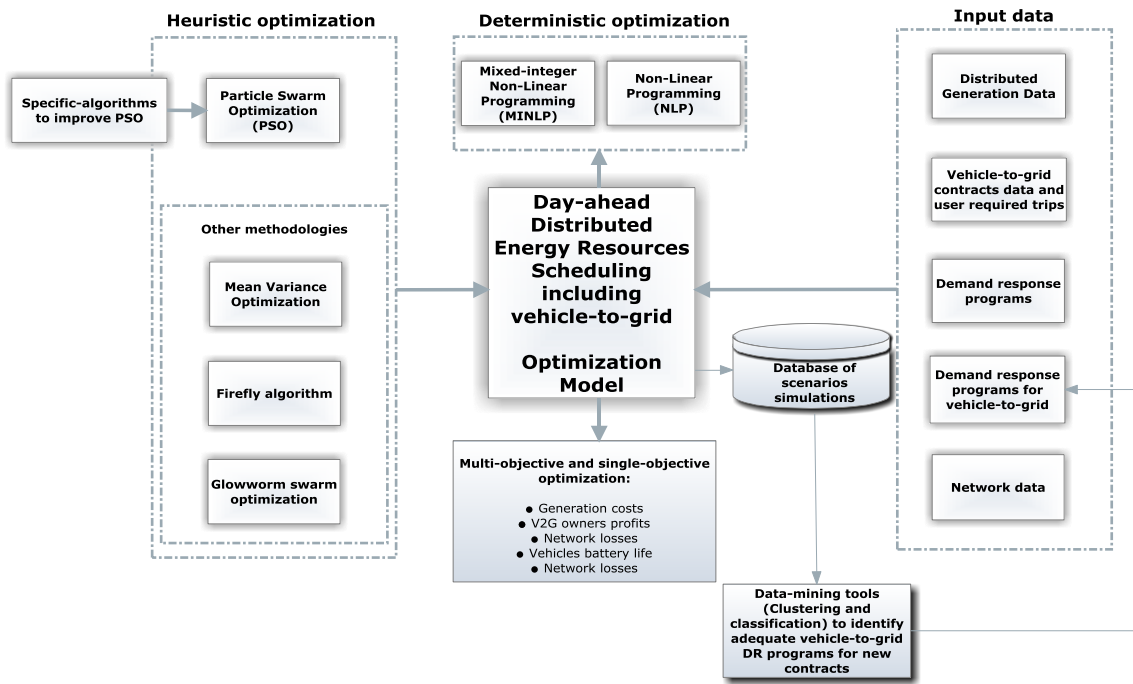 Heuristic optimization
Specific-algorithms
to improve PSO
Particle Swarm
Optimization
(PSO)
Other methodologies
Mean Variance
Optimization
Firefly algorithm
Glowworm swarm
optimization
Deterministic optimization
Mixed-integer
Non-Linear
Programming
(MINLP)
Non-Linear
Programming
(NLP)
Day-ahead
Distributed
Energy Resources
Scheduling
including
vehicle-to-grid
Optimization
Model
Multi-objective and single-objective
optimization:
● Generation costs
● V2G owners profits
● Network losses
● Vehicles battery life
● Network losses
Database of
scenarios
simulations
Data-mining tools
(Clustering and
classification) to identify
adequate vehicle-to-grid
DR programs for new
contracts
Input data
Distributed
Generation Data
Vehicle-to-grid
contracts data and
user required trips
Demand response
programs
Demand response
programs for
vehicle-to-grid
Network data